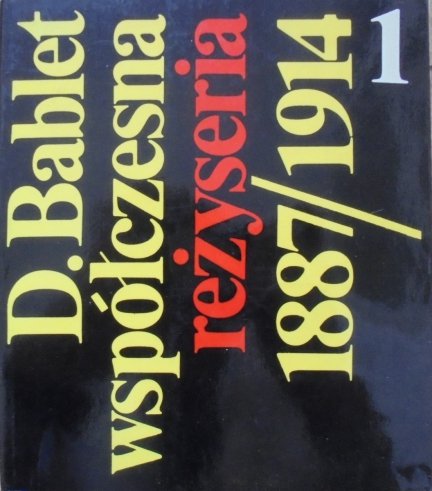 D. Bablet
współczesna
reżyseria
1887/1914
1